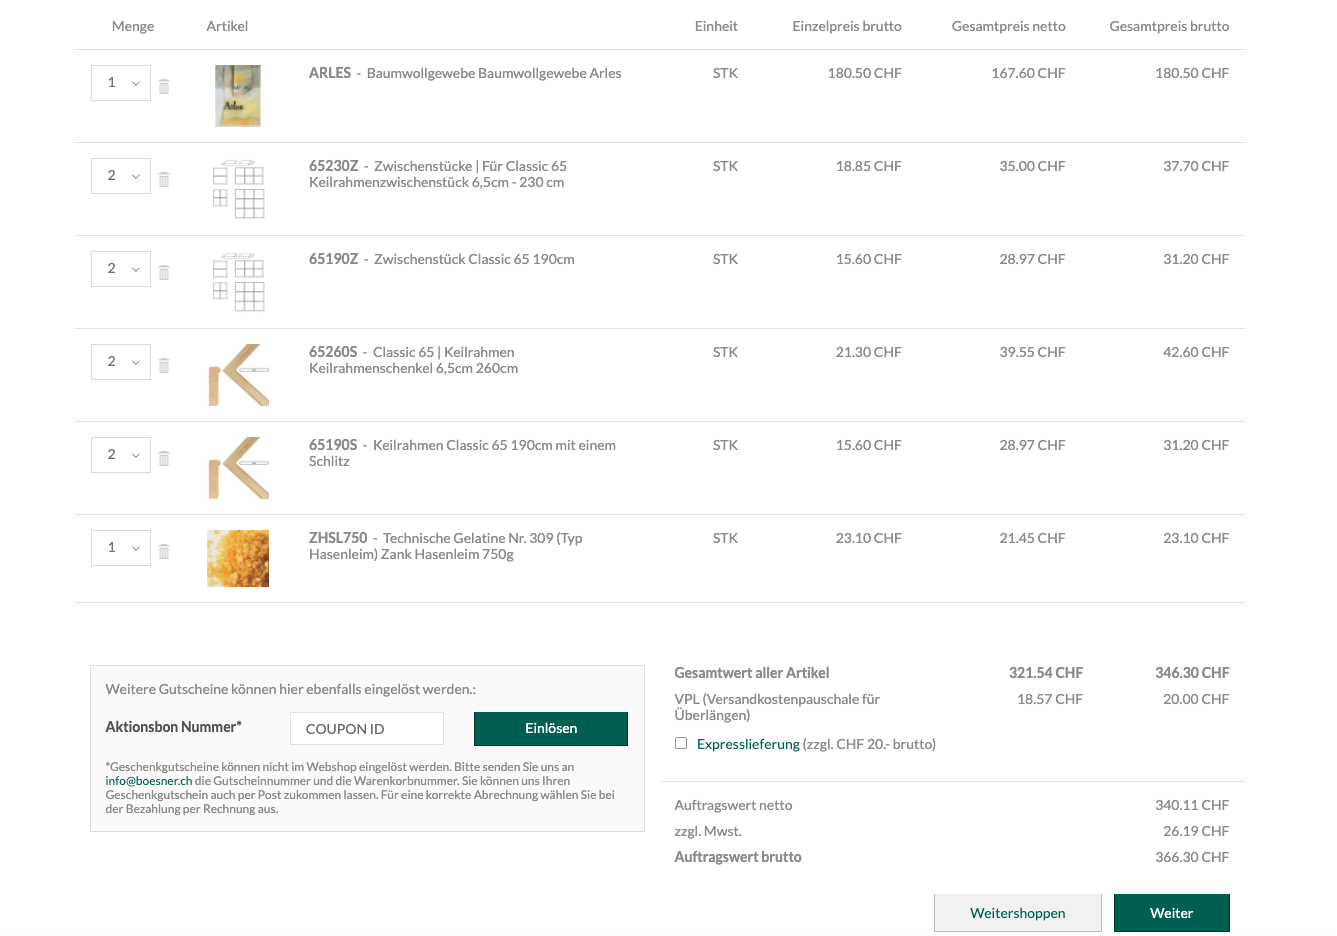 Menge Artikel Einheit Einzelpreis brutto Gesamtpreis netto Gesamtpreis brutto
1 ARLES - Baumwollgewebe Baumwollgewebe Arles STK 180.50 CHF 167.60 CHF 180.50 CHF
Arles
2 65230Z - Zwischenstücke | Für Classic 65 STK 18.85 CHF 35.00 CHF 37.70 CHF
Keilrahmenzwischenstück 6,5cm - 230 cm
2 65190Z - Zwischenstück Classic 65 190cm STK 15.60 CHF 28.97 CHF 31.20 CHF
2 65260S - Classic 65 | Keilrahmen STK 21.30 CHF 39.55 CHF 42.60 CHF
Keilrahmenschenkel 6,5cm 260cm
2 65190S - Keilrahmen Classic 65 190cm mit einem STK 15.60 CHF 28.97 CHF 31.20 CHF
Schlitz
1 ZHSL750 - Technische Gelatine Nr. 309 (Typ STK 23.10 CHF 21.45 CHF 23.10 CHF
Hasenleim) Zank Hasenleim 750g
Weitere Gutscheine können hier ebenfalls eingelöst werden.:
Aktionsbon Nummer* COUPON ID Einlösen
*Geschenkgutscheine können nicht im Webshop eingelöst werden. Bitte senden Sie uns an
info@boesner.ch die Gutscheinnummer und die Warenkorbnummer. Sie können uns Ihren
Geschenkgutschein auch per Post zukommen lassen. Für eine korrekte Abrechnung wählen Sie bei
der Bezahlung per Rechnung aus.
Gesamtwert aller Artikel 321.54 CHF 346.30 CHF
VPL (Versandkostenpauschale für 18.57 CHF 20.00 CHF
Überlängen)
Expresslieferung (zzgl. CHF 20.- brutto)
Auftragswert netto 340.11 CHF
zzgl. Mwst. 26.19 CHF
Auftragswert brutto 366.30 CHF
Weitershoppen Weiter